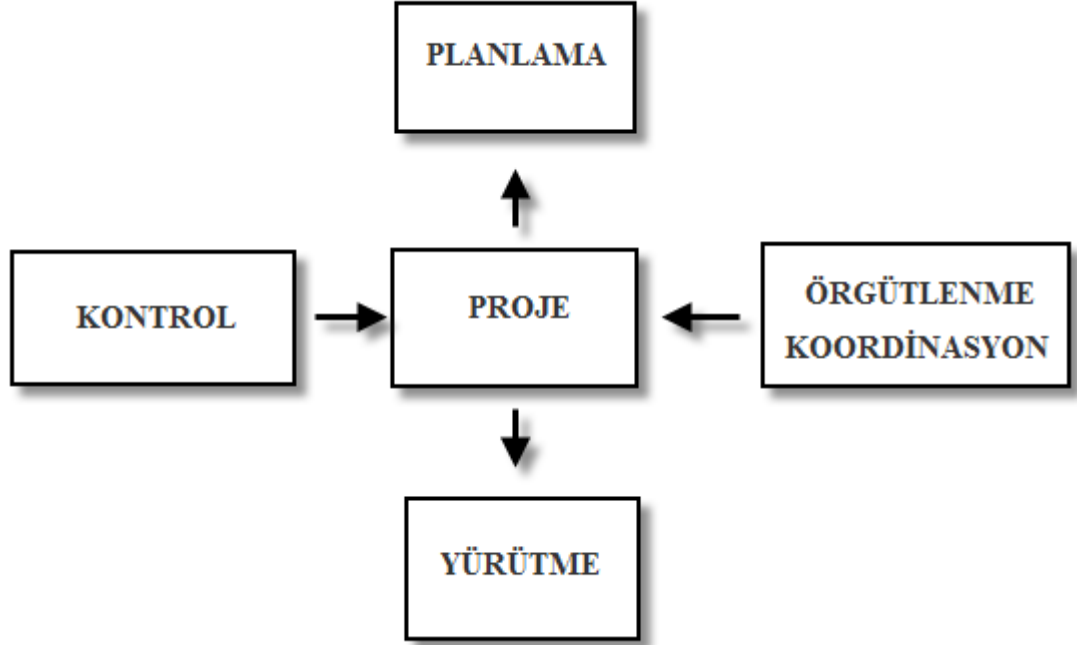 PLANLAMA
KONTROL
PROJE
ÖRGÜTLENME
KOORDİNASYON
YÜRÜTME